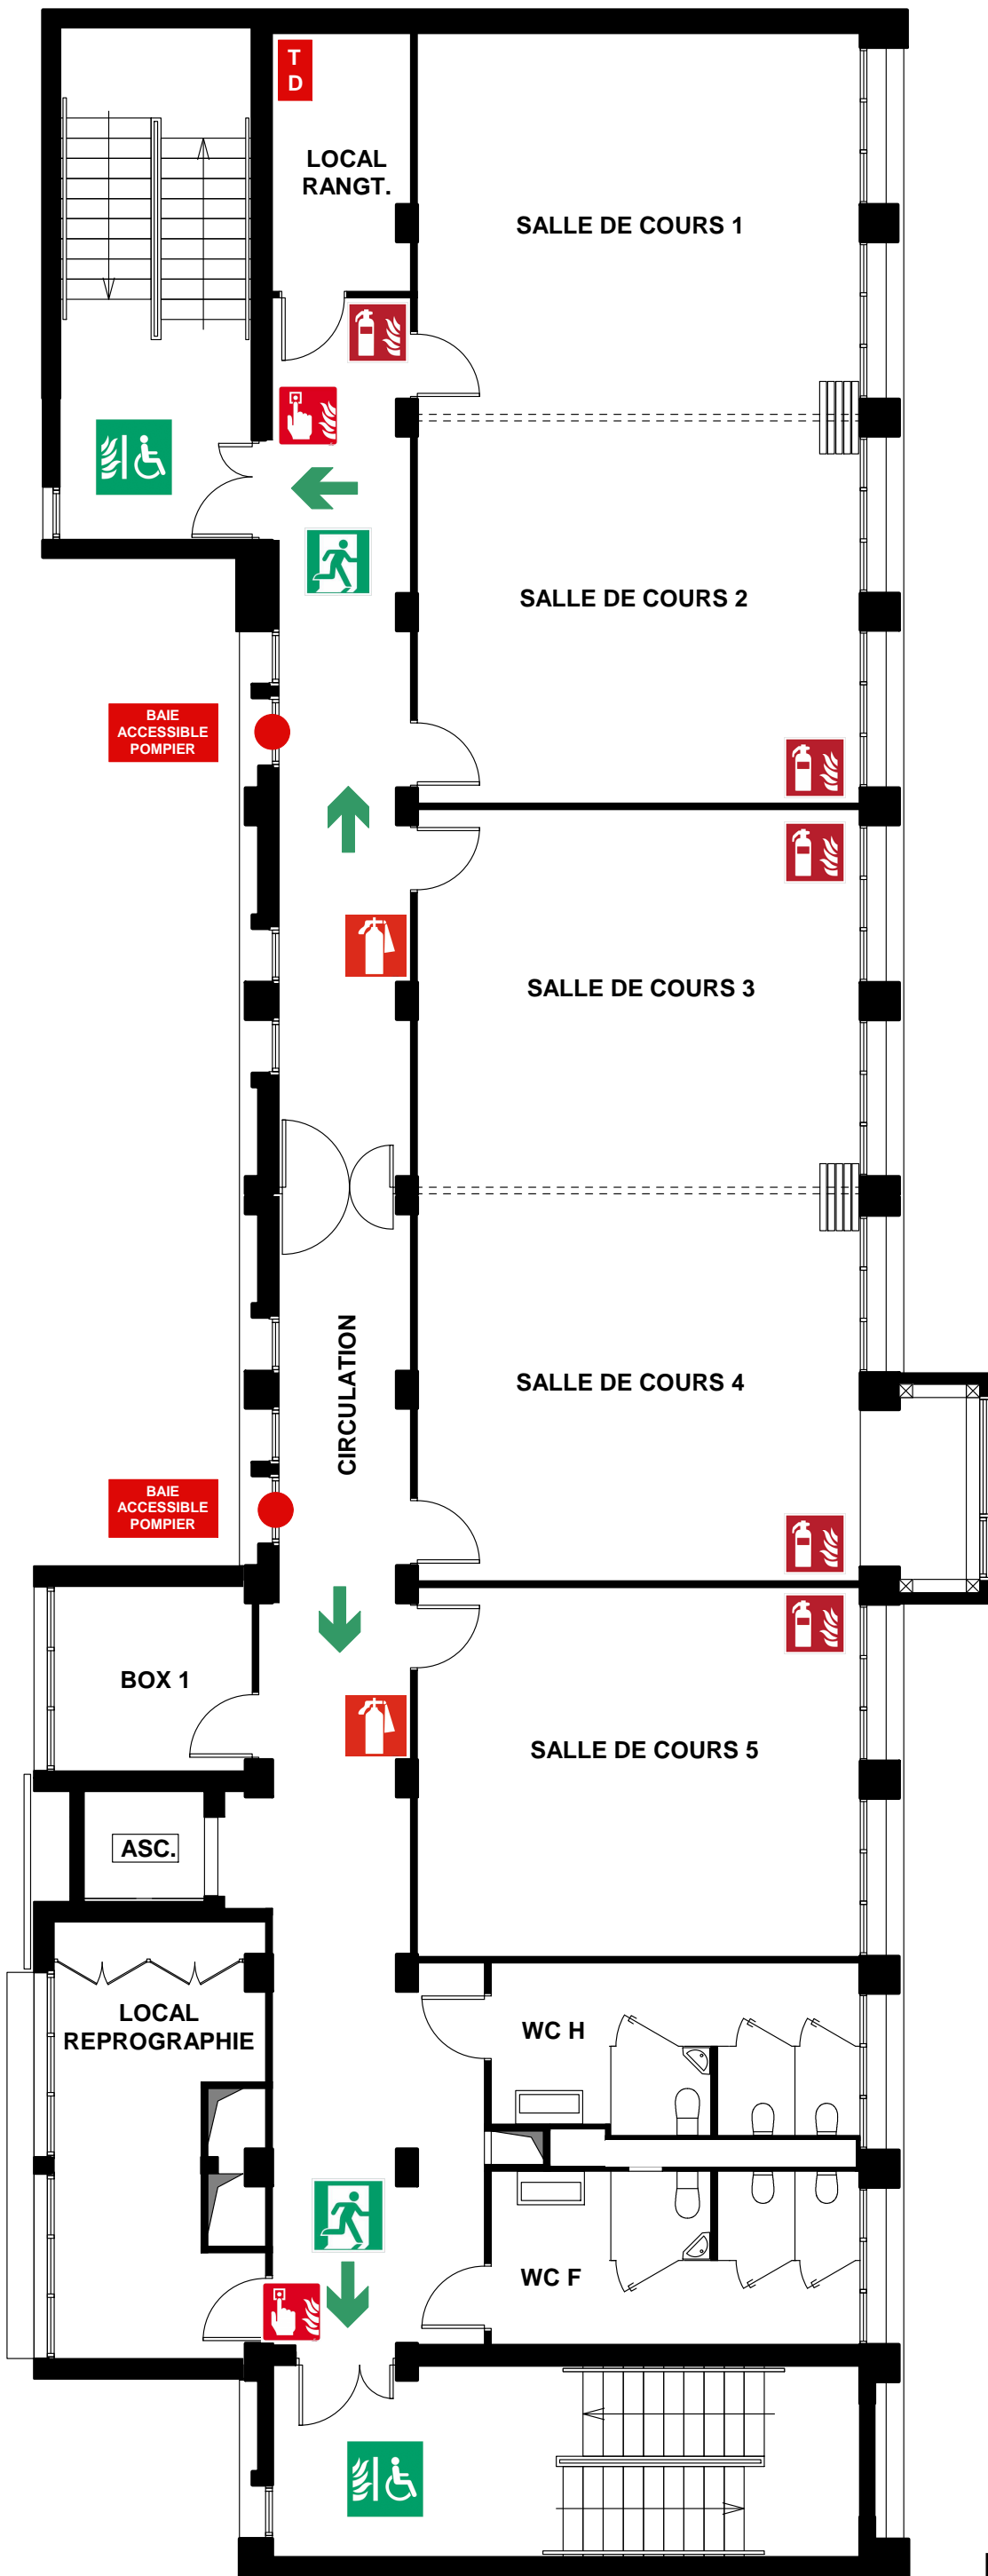 T
D
LOCAL
RANGT.
SALLE DE COURS 1
SALLE DE COURS 2
BAIE
ACCESSIBLE
POMPIER
SALLE DE COURS 3
CIRCULATION
SALLE DE COURS 4
BAIE
ACCESSIBLE
POMPIER
BOX 1
SALLE DE COURS 5
ASC.
LOCAL
REPROGRAPHIE
WC H
WC F